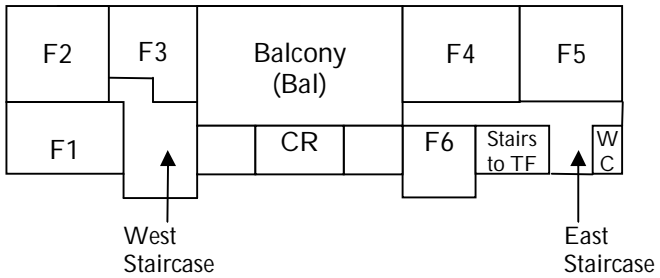 F2
F3
Balcony
(Bal)
F4
F5
F1
CR
F6
Stairs
to TF
W
C
West
Staircase
East
Staircase